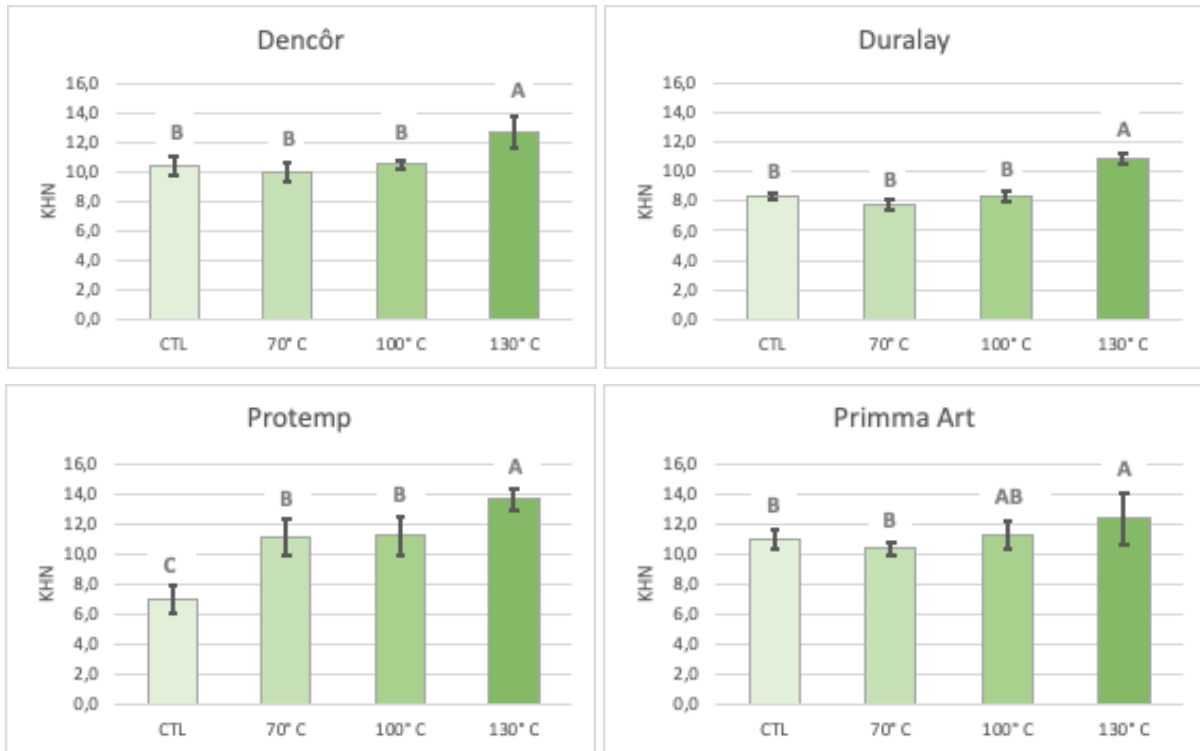 Dencôr
16,0
14,0
12,0
10,0
8,0
6,0
4,0
2,0
0,0
KHN
B
B
B
A
CTL 70° C 100° C 130° C
Duralay
16,0
14,0
12,0
10,0
8,0
6,0
4,0
2,0
0,0
KHN
B
B
B
A
CTL 70° C 100° C 130° C
Protemp
16,0
14,0
12,0
10,0
8,0
6,0
4,0
2,0
0,0
KHN
C
B
B
A
CTL 70° C 100° C 130° C
Primma Art
16,0
14,0
12,0
10,0
8,0
6,0
4,0
2,0
0,0
KHN
B
B
AB
A
CTL 70° C 100° C 130° C